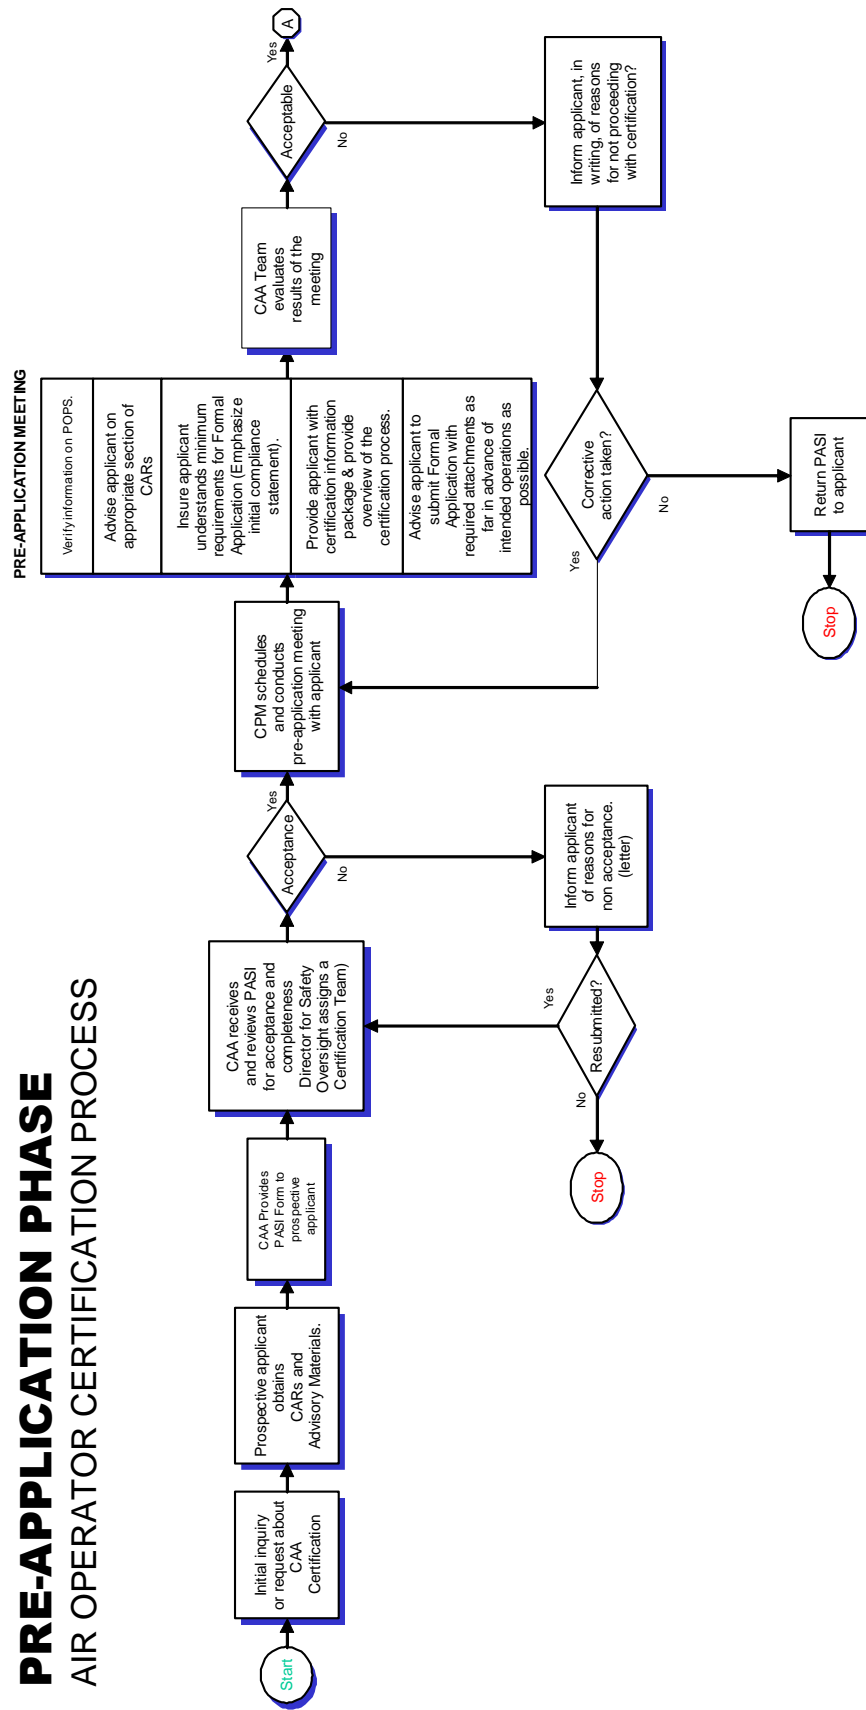 PRE-APPLICATION PHASE
AIR OPERATOR CERTIFICATION PROCESS
Start
Initial inquiry
or request about
CAA
Certification
Prospective applicant
obtains
CARs and
Advisory Materials.
CAA Provides
PASI Form to
prospective
applicant
CAA receives
and reviews PASI
for acceptance and
completeness
Director for Safety
Oversight assigns a
Certification Team)
Acceptance
Yes
No
Inform applicant
of reasons for
non acceptance.
(letter)
Resubmitted?
Yes
No
Stop
CPM schedules
and conducts
pre-application meeting
with applicant
PRE-APPLICATION MEETING
Verify information on POPS.
Advise applicant on
appropriate section of
CARs
Insure applicant
understands minimum
requirements for Formal
Application (Emphasize
initial compliance
statement).
Provide applicant with
certification information
package & provide
overview of the
certification process.
Advise applicant to
submit Formal
Application with
required attachments as
far in advance of
intended operations as
possible.
CAA Team
evaluates
results of the
meeting
Acceptable
Yes
A
No
Inform applicant, in
writing, of reasons
for not proceeding
with certification?
Corrective
action taken?
Yes
No
Return PASI
to applicant
Stop